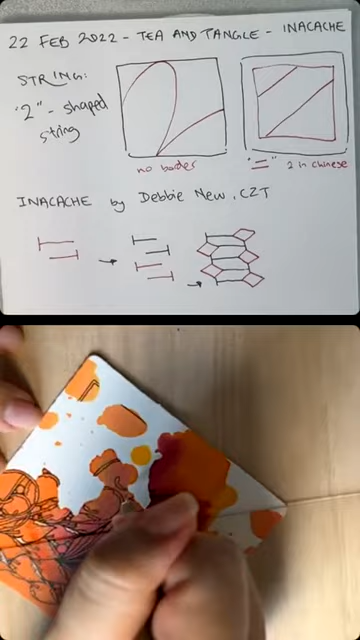 22 FEB 2022 - TEA AND TANGLE - INACACHE
STRING:
"2" - shaped
string
no border
"=" 2 in Chinese
INACACHE by Debbie New, CZT